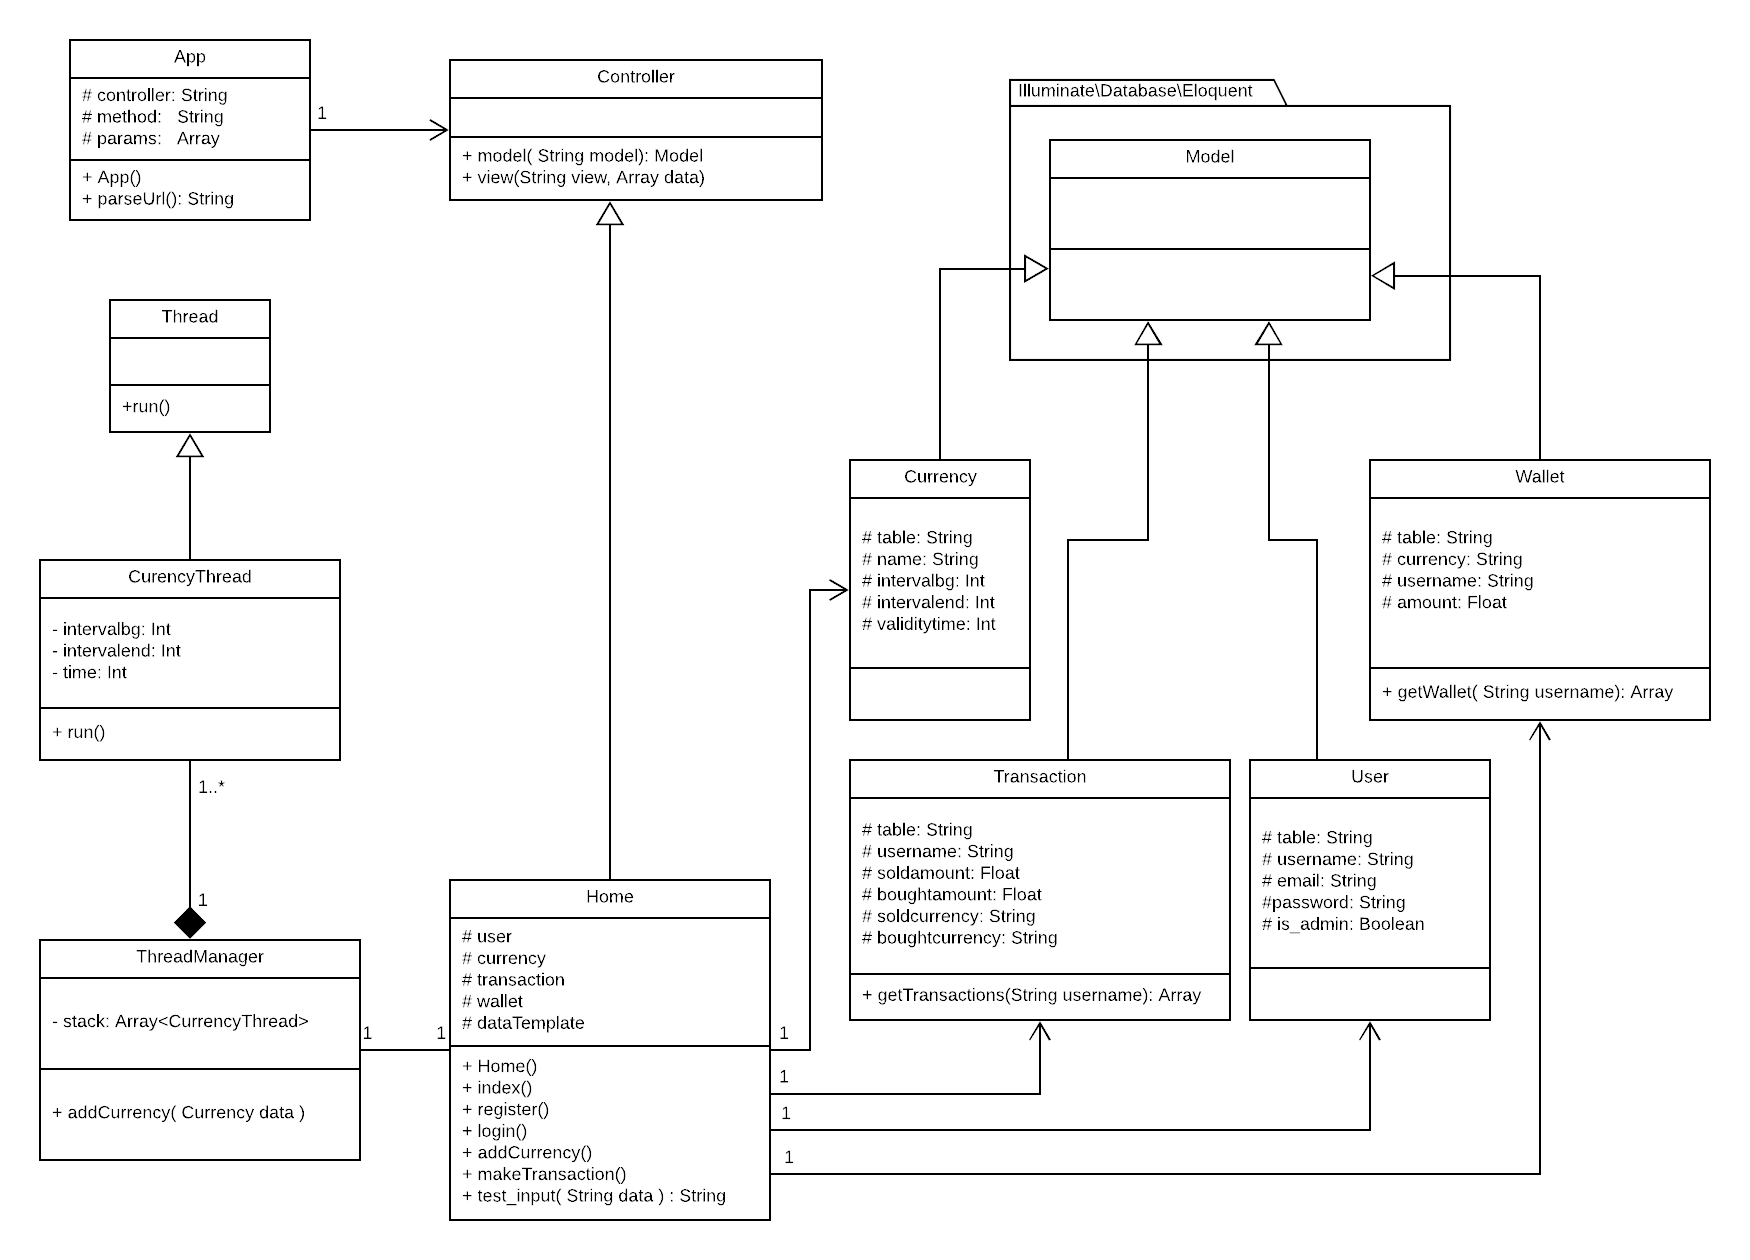 App
# controller: String
# method: String
# params: Array
+ App()
+ parseUrl(): String
1
Controller
+ model( String model): Model
+ view(String view, Array data)
Illuminate\Database\Eloquent
Model
Thread
+run()
CurencyThread
- intervalbg: Int
- intervalend: Int
- time: Int
+ run()
1..*
1
ThreadManager
- stack: Array<CurrencyThread>
+ addCurrency( Currency data )
1
1
Home
# user
# currency
# transaction
# wallet
# dataTemplate
+ Home()
+ index()
+ register()
+ login()
+ addCurrency()
+ makeTransaction()
+ test_input( String data ) : String
1
1
1
1
Currency
# table: String
# name: String
# intervalbg: Int
# intervalend: Int
# validitytime: Int
Wallet
# table: String
# currency: String
# username: String
# amount: Float
+ getWallet( String username): Array
Transaction
# table: String
# username: String
# soldamount: Float
# boughtamount: Float
# soldcurrency: String
# boughtcurrency: String
+ getTransactions(String username): Array
User
# table: String
# username: String
# email: String
#password: String
# is_admin: Boolean